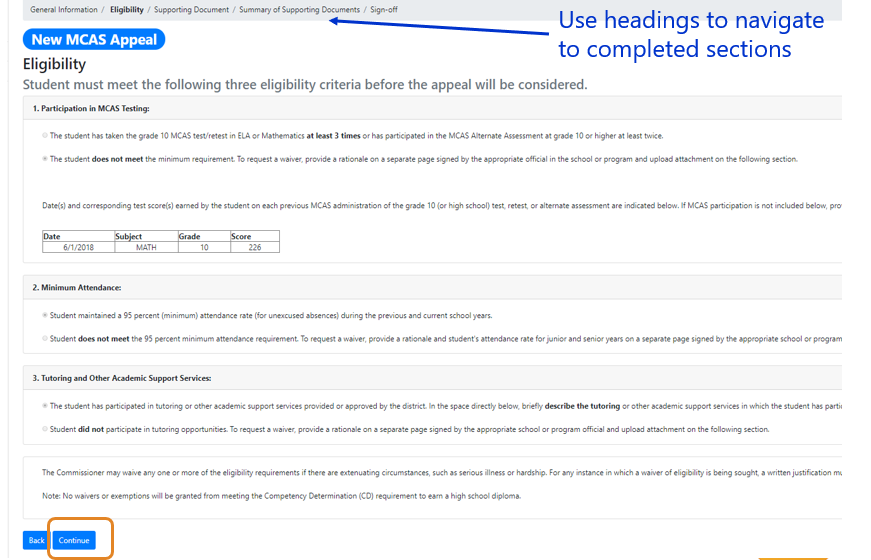 General Information / Eligibility / Supporting Document / Summary of Supporting Documents / Sign-off
Use headings to navigate
to completed sections
New MCAS Appeal
Eligibility
Student must meet the following three eligibility criteria before the appeal will be considered.
1. Participation in MCAS Testing:
The student has taken the grade 10 MCAS test/retest in ELA or Mathematics at least 3 times or has participated in the MCAS Alternate Assessment at grade 10 or higher at least twice.
The student does not meet the minimum requirement. To request a waiver, provide a rationale on a separate page signed by the appropriate official in the school or program and upload attachment on the following section.
Date(s) and corresponding test score(s) earned by the student on each previous MCAS administration of the grade 10 (or high school) test, retest, or alternate assessment are indicated below. If MCAS participation is not included below, pro
Date Subject Grade Score
6/1/2018 MATH 10 226
2. Minimum Attendance:
Student maintained a 95 percent (minimum) attendance rate (for unexcused absences) during the previous and current school years.
Student does not meet the 95 percent minimum attendance requirement. To request a waiver, provide a rationale and student's attendance rate for junior and senior years on a separate page signed by the appropriate school or program
3. Tutoring and Other Academic Support Services:
The student has participated in tutoring or other academic support services provided or approved by the district. In the space directly below, briefly describe the tutoring or other academic support services in which the student has parti
Student did not participate in tutoring opportunities. To request a waiver, provide a rationale on a separate page signed by the appropriate school or program official and upload attachment on the following section.
The Commissioner may waive any one or more of the eligibility requirements if there are extenuating circumstances, such as serious illness or hardship. For any instance in which a waiver of eligibility is being sought, a written justification mu
Note: No waivers or exemptions will be granted from meeting the Competency Determination (CD) requirement to earn a high school diploma.
Back Continue